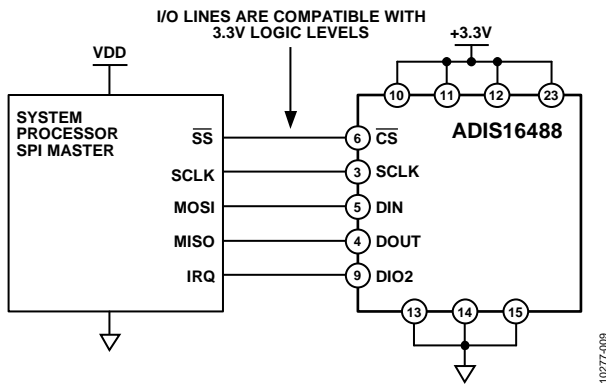 I/O LINES ARE COMPATIBLE WITH
3.3V LOGIC LEVELS
VDD
+3.3V
10 11 12 23
SYSTEM
PROCESSOR
SPI MASTER
ADIS16488
SS 6 CS
SCLK 3 SCLK
MOSI 5 DIN
MISO 4 DOUT
IRQ 9 DIO2
13 14 15
10277-009